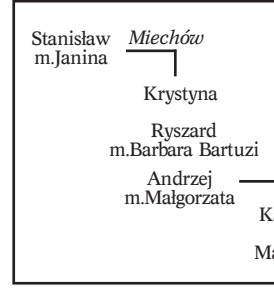 Stanisław Miechów
m.Janina
Krystyna
Ryszard
m.Barbara Bartuzi
Andrzej
m.Małgorzata